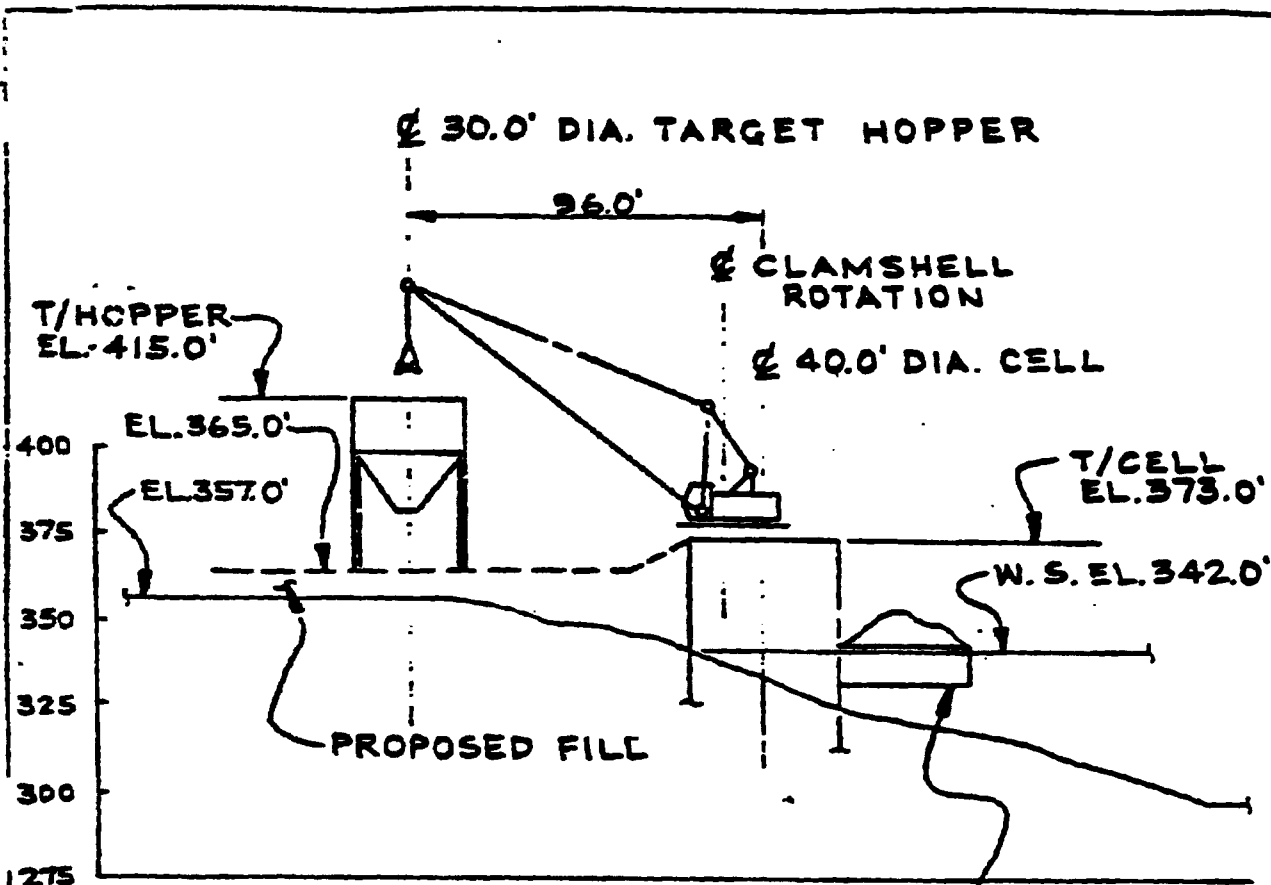 ℄ 30.0' DIA. TARGET HOPPER
96.0'
℄ CLAMSHELL
ROTATION
T/HOPPER
EL. 415.0'
℄ 40.0' DIA. CELL
EL. 365.0'
400
T/CELL
EL. 373.0'
EL. 357.0'
375
W. S. EL. 342.0'
350
325
PROPOSED FILL
300
275